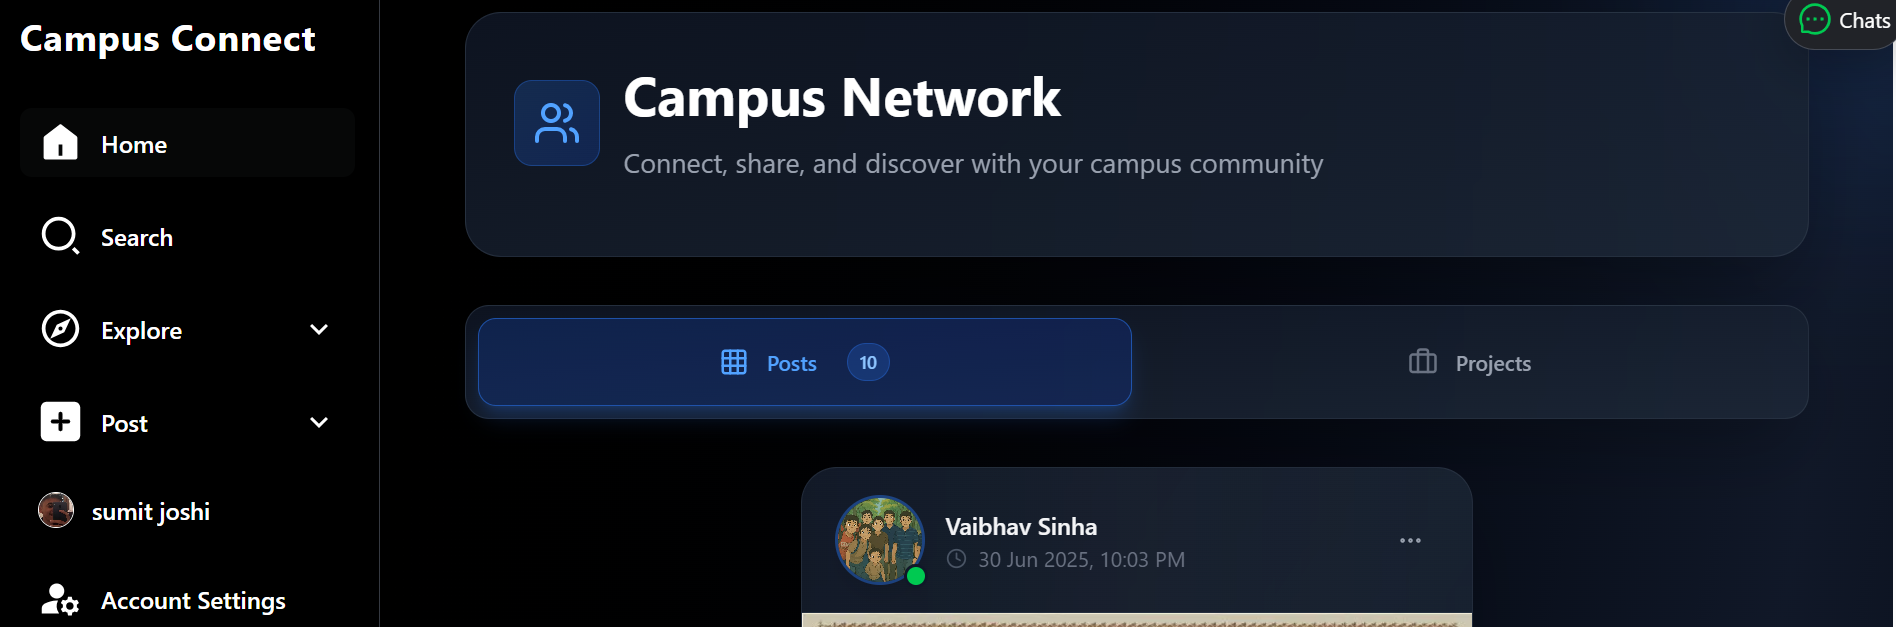 Campus Connect
Home
Search
Explore
Post
sumit joshi
Account Settings
Chats
Campus Network
Connect, share, and discover with your campus community
Posts 10
Projects
Vaibhav Sinha
30 Jun 2025, 10:03 PM